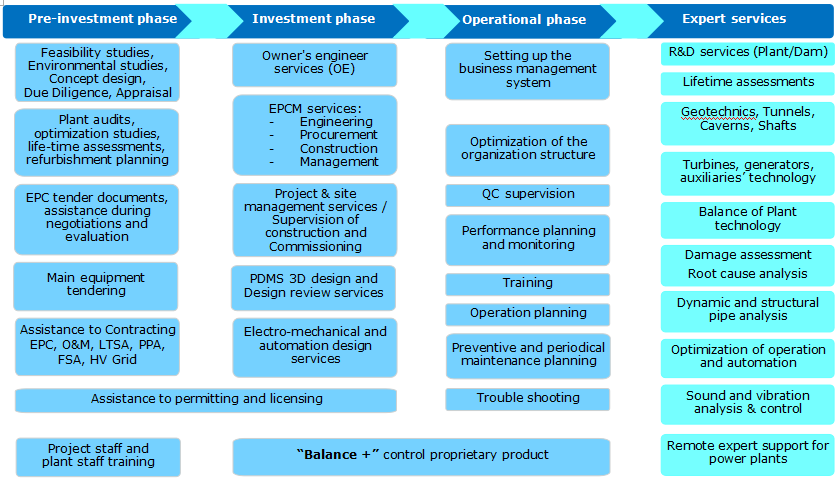 Pre-investment phase
Investment phase
Operational phase
Expert services
Feasibility studies,
Environmental studies,
Concept design,
Due Diligence, Appraisal
Plant audits,
optimization studies,
life-time assessments,
refurbishment planning
EPC tender documents,
assistance during
negotiations and
evaluation
Main equipment
tendering
Assistance to Contracting
EPC, O&M, LTSA, PPA,
FSA, HV Grid
Assistance to permitting and licensing
Project staff and
plant staff training
Owner's engineer
services (OE)
EPCM services:
- Engineering
- Procurement
- Construction
- Management
Project & site
management services /
Supervision of
construction and
Commissioning
PDMS 3D design and
Design review services
Electro-mechanical and
automation design
services
“Balance +” control proprietary product
Setting up the
business management
system
Optimization of the
organization structure
QC supervision
Performance planning
and monitoring
Training
Operation planning
Preventive and periodical
maintenance planning
Trouble shooting
R&D services (Plant/Dam)
Lifetime assessments
Geotechnics, Tunnels,
Caverns, Shafts
Turbines, generators,
auxiliaries´ technology
Balance of Plant
technology
Damage assessment
Root cause analysis
Dynamic and structural
pipe analysis
Optimization of operation
and automation
Sound and vibration
analysis & control
Remote expert support for
power plants